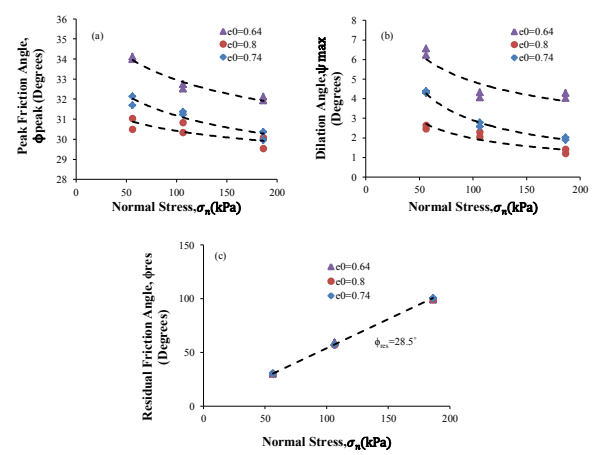 (a)
e0=0.64
e0=0.8
e0=0.74
Peak Friction Angle,
ϕpeak (Degrees)
36
35
34
33
32
31
30
29
28
0 50 100 150 200
Normal Stress,σn(kPa)
(b)
e0=0.64
e0=0.8
e0=0.74
Dilation Angle,ψmax
(Degrees)
8
7
6
5
4
3
2
1
0
0 50 100 150 200
Normal Stress,σn(kPa)
(c)
e0=0.64
e0=0.8
e0=0.74
Residual Friction Angle, ϕres
(Degrees)
150
100
50
0
ϕres=28.5°
0 50 100 150 200
Normal Stress,σn(kPa)